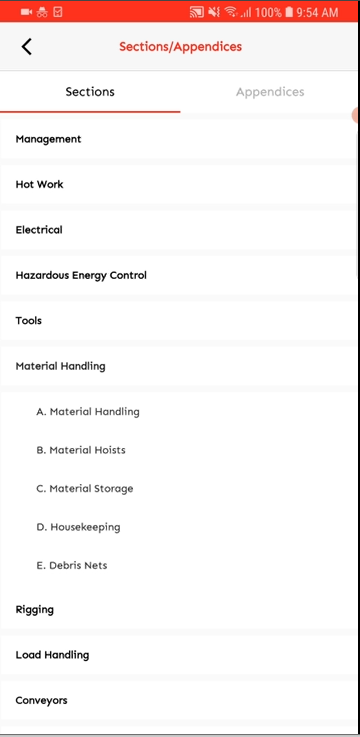 100% 9:54 AM
Sections/Appendices
Sections Appendices
Management
Hot Work
Electrical
Hazardous Energy Control
Tools
Material Handling
A. Material Handling
B. Material Hoists
C. Material Storage
D. Housekeeping
E. Debris Nets
Rigging
Load Handling
Conveyors